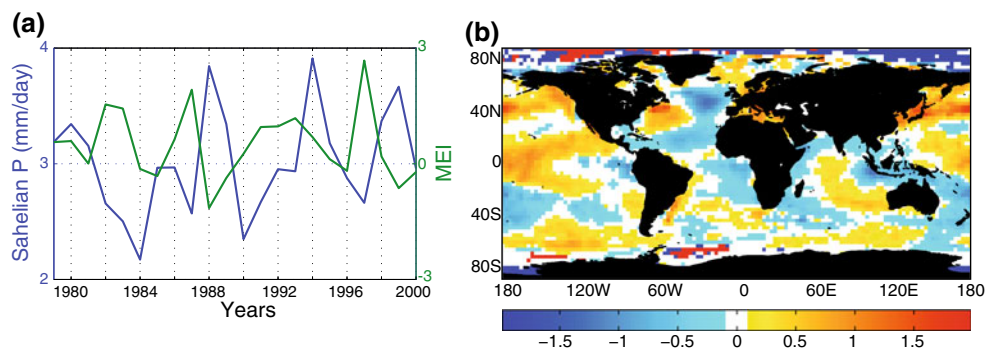 (a)
4
3
2
Sahelian P (mm/day)
3
0
-3
MEI
1980 1984 1988 1992 1996 2000
Years
(b)
80N
40N
0
40S
80S
180 120W 60W 0 60E 120E 180
−1.5 −1 −0.5 0 0.5 1 1.5